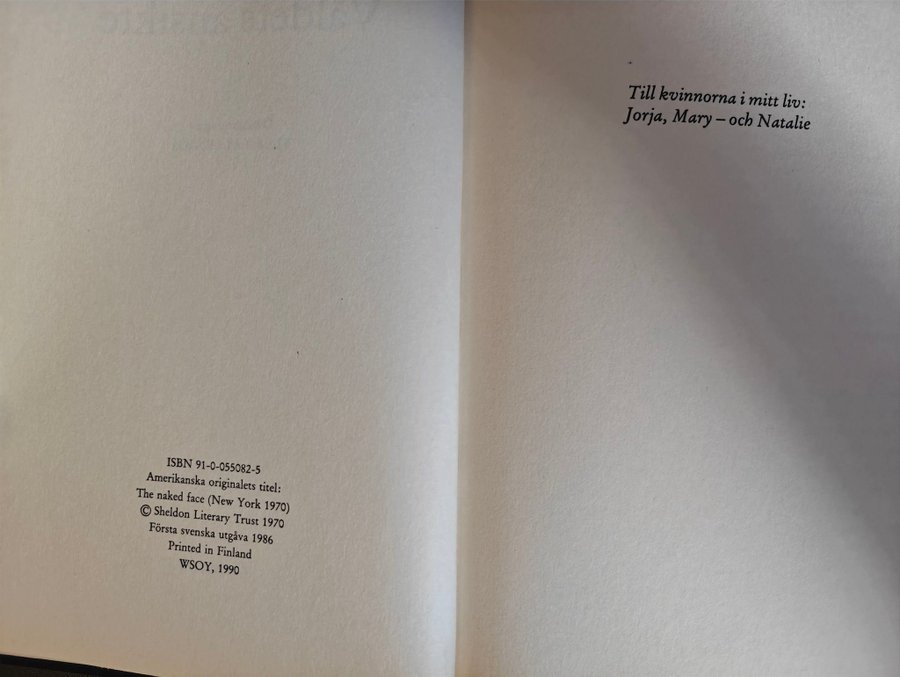 ISBN 91-0-055082-5
Amerikanska originalets titel:
The naked face (New York 1970)
© Sheldon Literary Trust 1970
Första svenska utgåva 1986
Printed in Finland
WSOY, 1990
Till kvinnorna i mitt liv:
Jorja, Mary – och Natalie